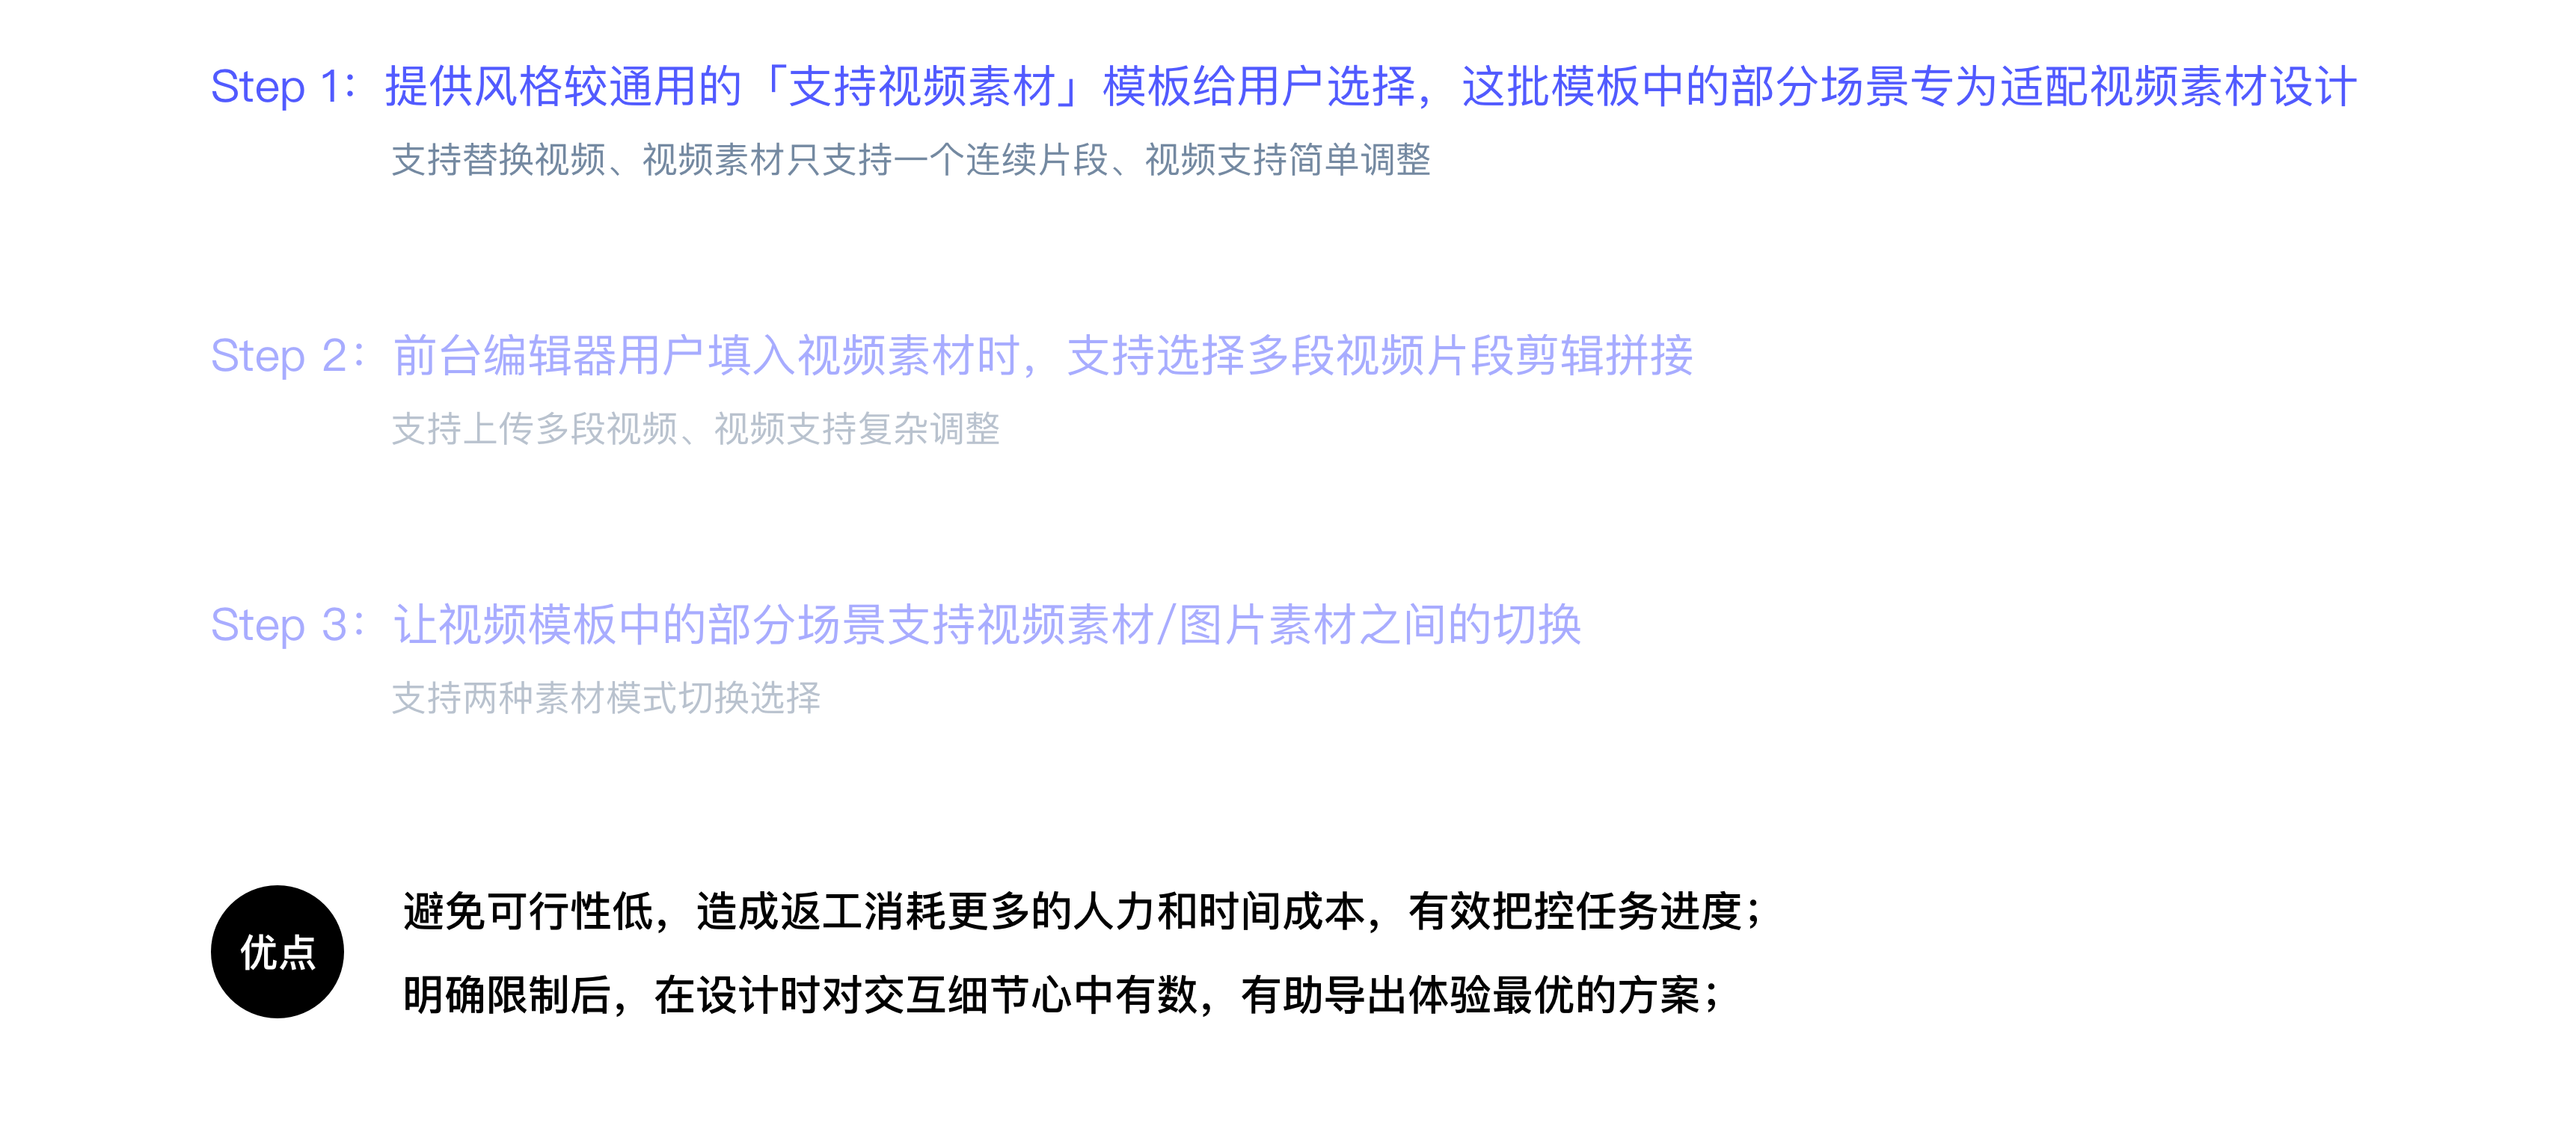 Step 1：提供风格较通用的「支持视频素材」模板给用户选择，这批模板中的部分场景专为适配视频素材设计
支持替换视频、视频素材只支持一个连续片段、视频支持简单调整
Step 2：前台编辑器用户填入视频素材时，支持选择多段视频片段剪辑拼接
支持上传多段视频、视频支持复杂调整
Step 3：让视频模板中的部分场景支持视频素材/图片素材之间的切换
支持两种素材模式切换选择
优点
避免可行性低，造成返工消耗更多的人力和时间成本，有效把控任务进度；
明确限制后，在设计时对交互细节心中有数，有助导出体验最优的方案；